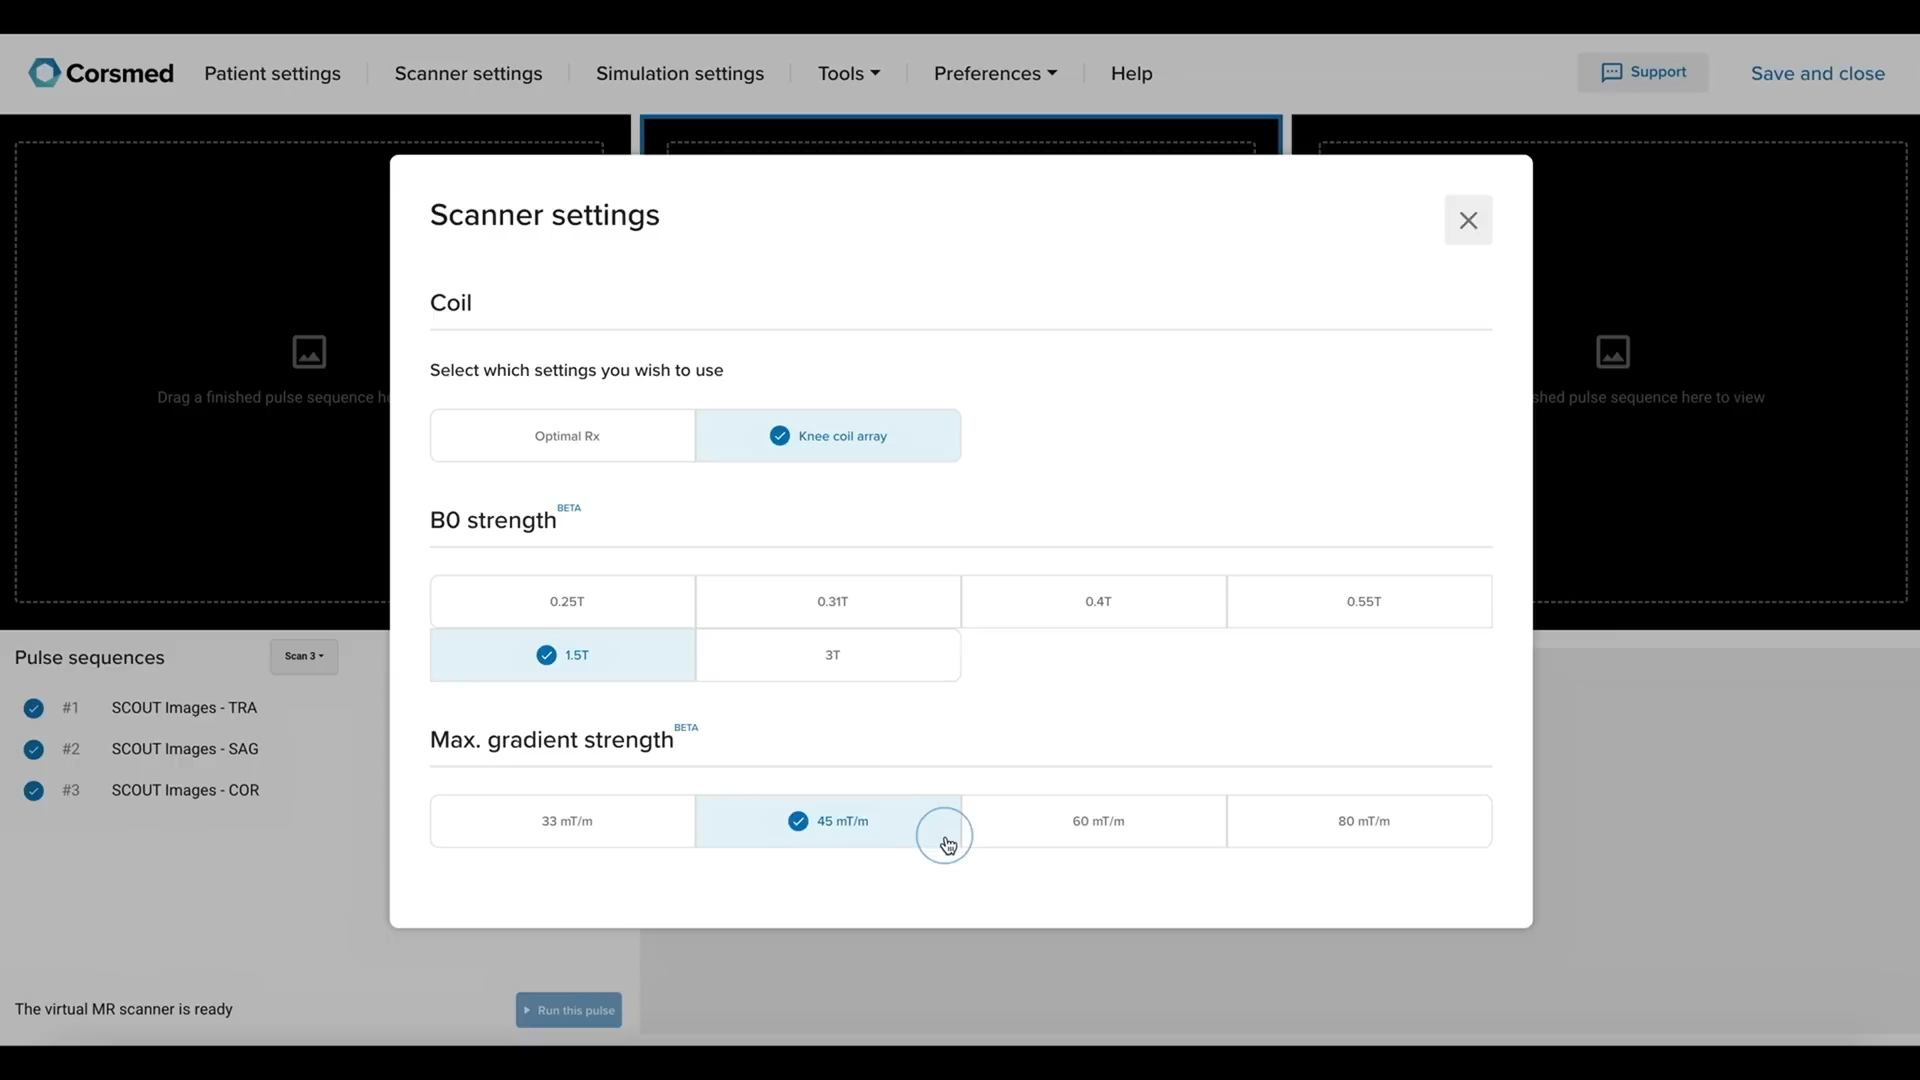 Corsmed
Patient settings
Scanner settings
Simulation settings
Tools
Preferences
Help
Support
Save and close
Drag a finished pulse sequence
shed pulse sequence here to view
Scanner settings
Coil
Select which settings you wish to use
Optimal Rx
Knee coil array
B0 strength BETA
0.25T
0.31T
0.4T
0.55T
1.5T
3T
Max. gradient strength BETA
33 mT/m
45 mT/m
60 mT/m
80 mT/m
Pulse sequences
Scan 3
#1 SCOUT Images - TRA
#2 SCOUT Images - SAG
#3 SCOUT Images - COR
The virtual MR scanner is ready
Run this pulse